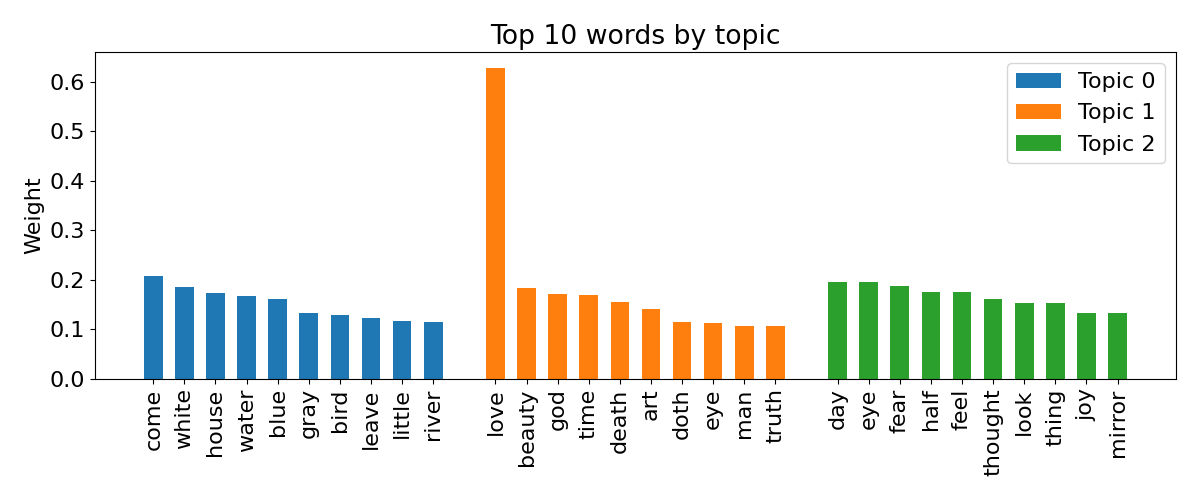 Top 10 words by topic
Weight
0.6
0.5
0.4
0.3
0.2
0.1
0.0
Topic 0
Topic 1
Topic 2
come
white
house
water
blue
gray
bird
leave
little
river
love
beauty
god
time
death
art
doth
eye
man
truth
day
eye
fear
half
feel
thought
look
thing
joy
mirror